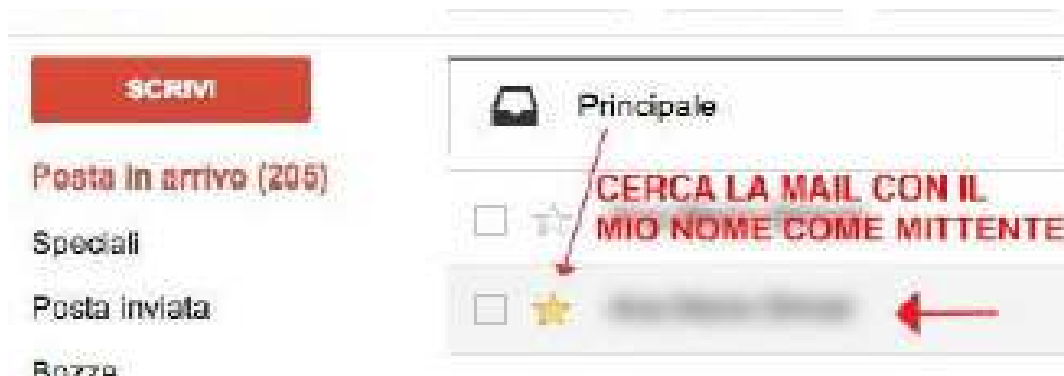 SCRIVI
Principale
Posta in arrivo (205)
CERCA LA MAIL CON IL
MIO NOME COME MITTENTE
Speciali
Posta inviata
Bozze